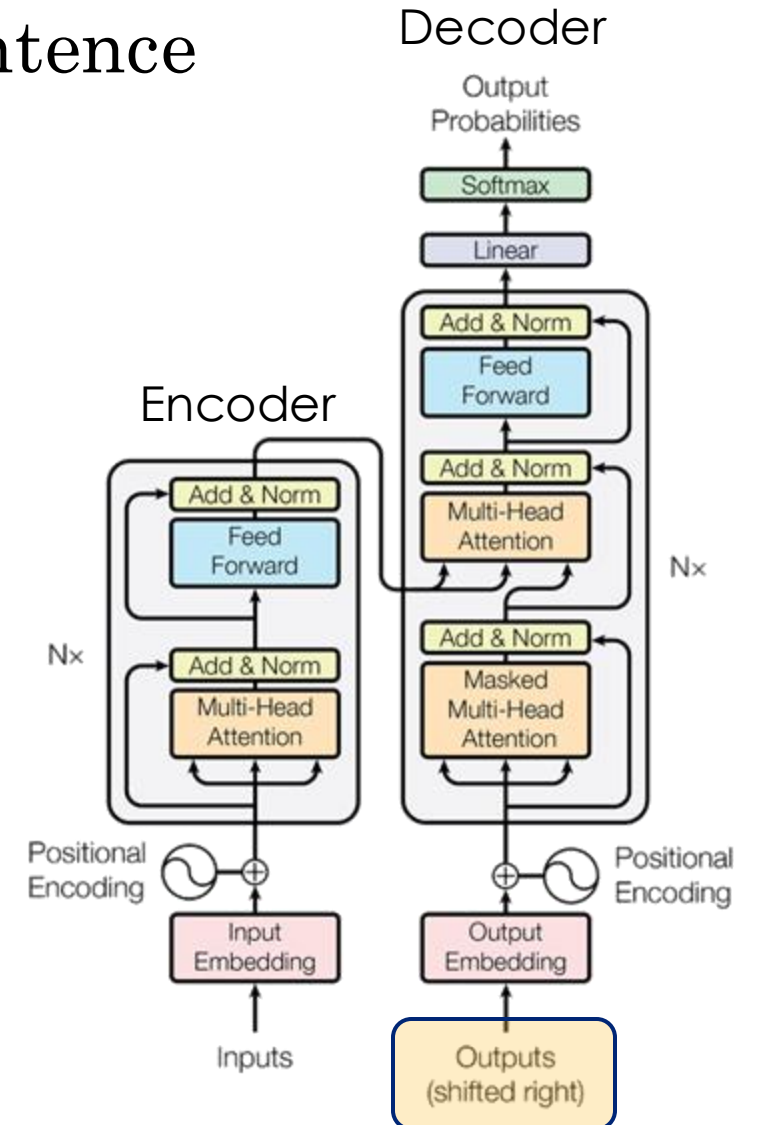 ntence
Decoder
Output
Probabilities
Softmax
Linear
Add & Norm
Feed
Forward
Add & Norm
Multi-Head
Attention
Nx
Add & Norm
Masked
Multi-Head
Attention
Positional
Encoding
Output
Embedding
Outputs
(shifted right)
Encoder
Add & Norm
Feed
Forward
Nx
Add & Norm
Multi-Head
Attention
Positional
Encoding
Input
Embedding
Inputs